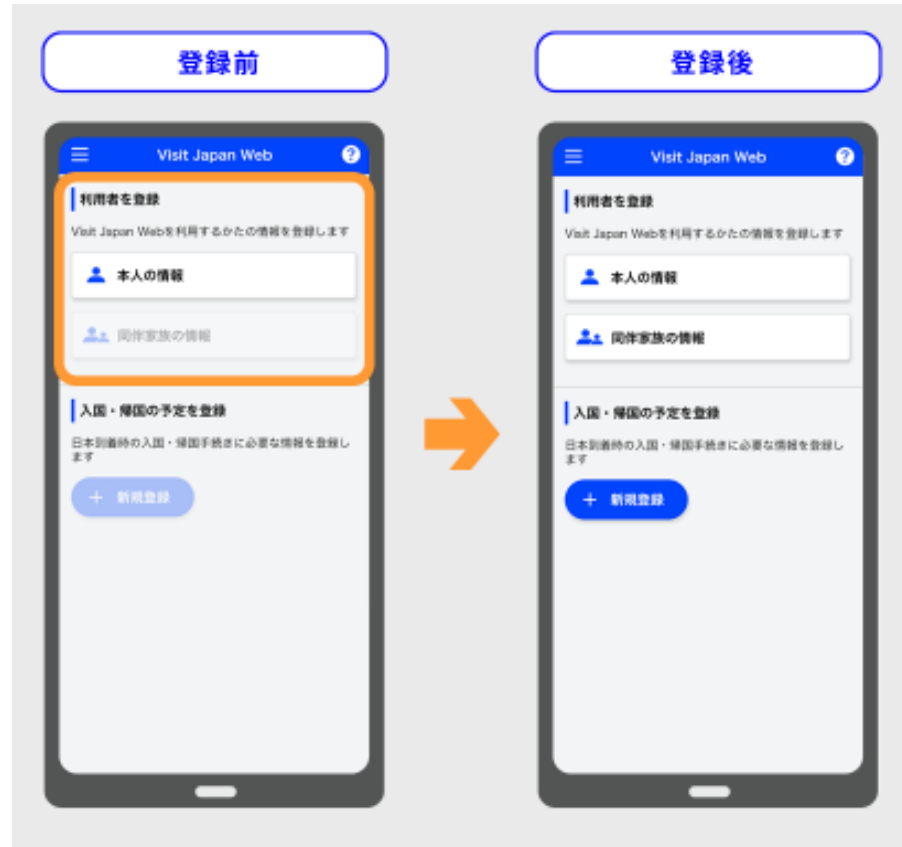 登録前
Visit Japan Web
?
利用者を登録
Visit Japan Webを利用するかたの情報を登録します
本人の情報
同伴家族の情報
入国・帰国の予定を登録
日本到着時の入国・帰国手続きに必要な情報を登録し
ます
+ 新規登録
登録後
Visit Japan Web
?
利用者を登録
Visit Japan Webを利用するかたの情報を登録します
本人の情報
同伴家族の情報
入国・帰国の予定を登録
日本到着時の入国・帰国手続きに必要な情報を登録し
ます
+ 新規登録